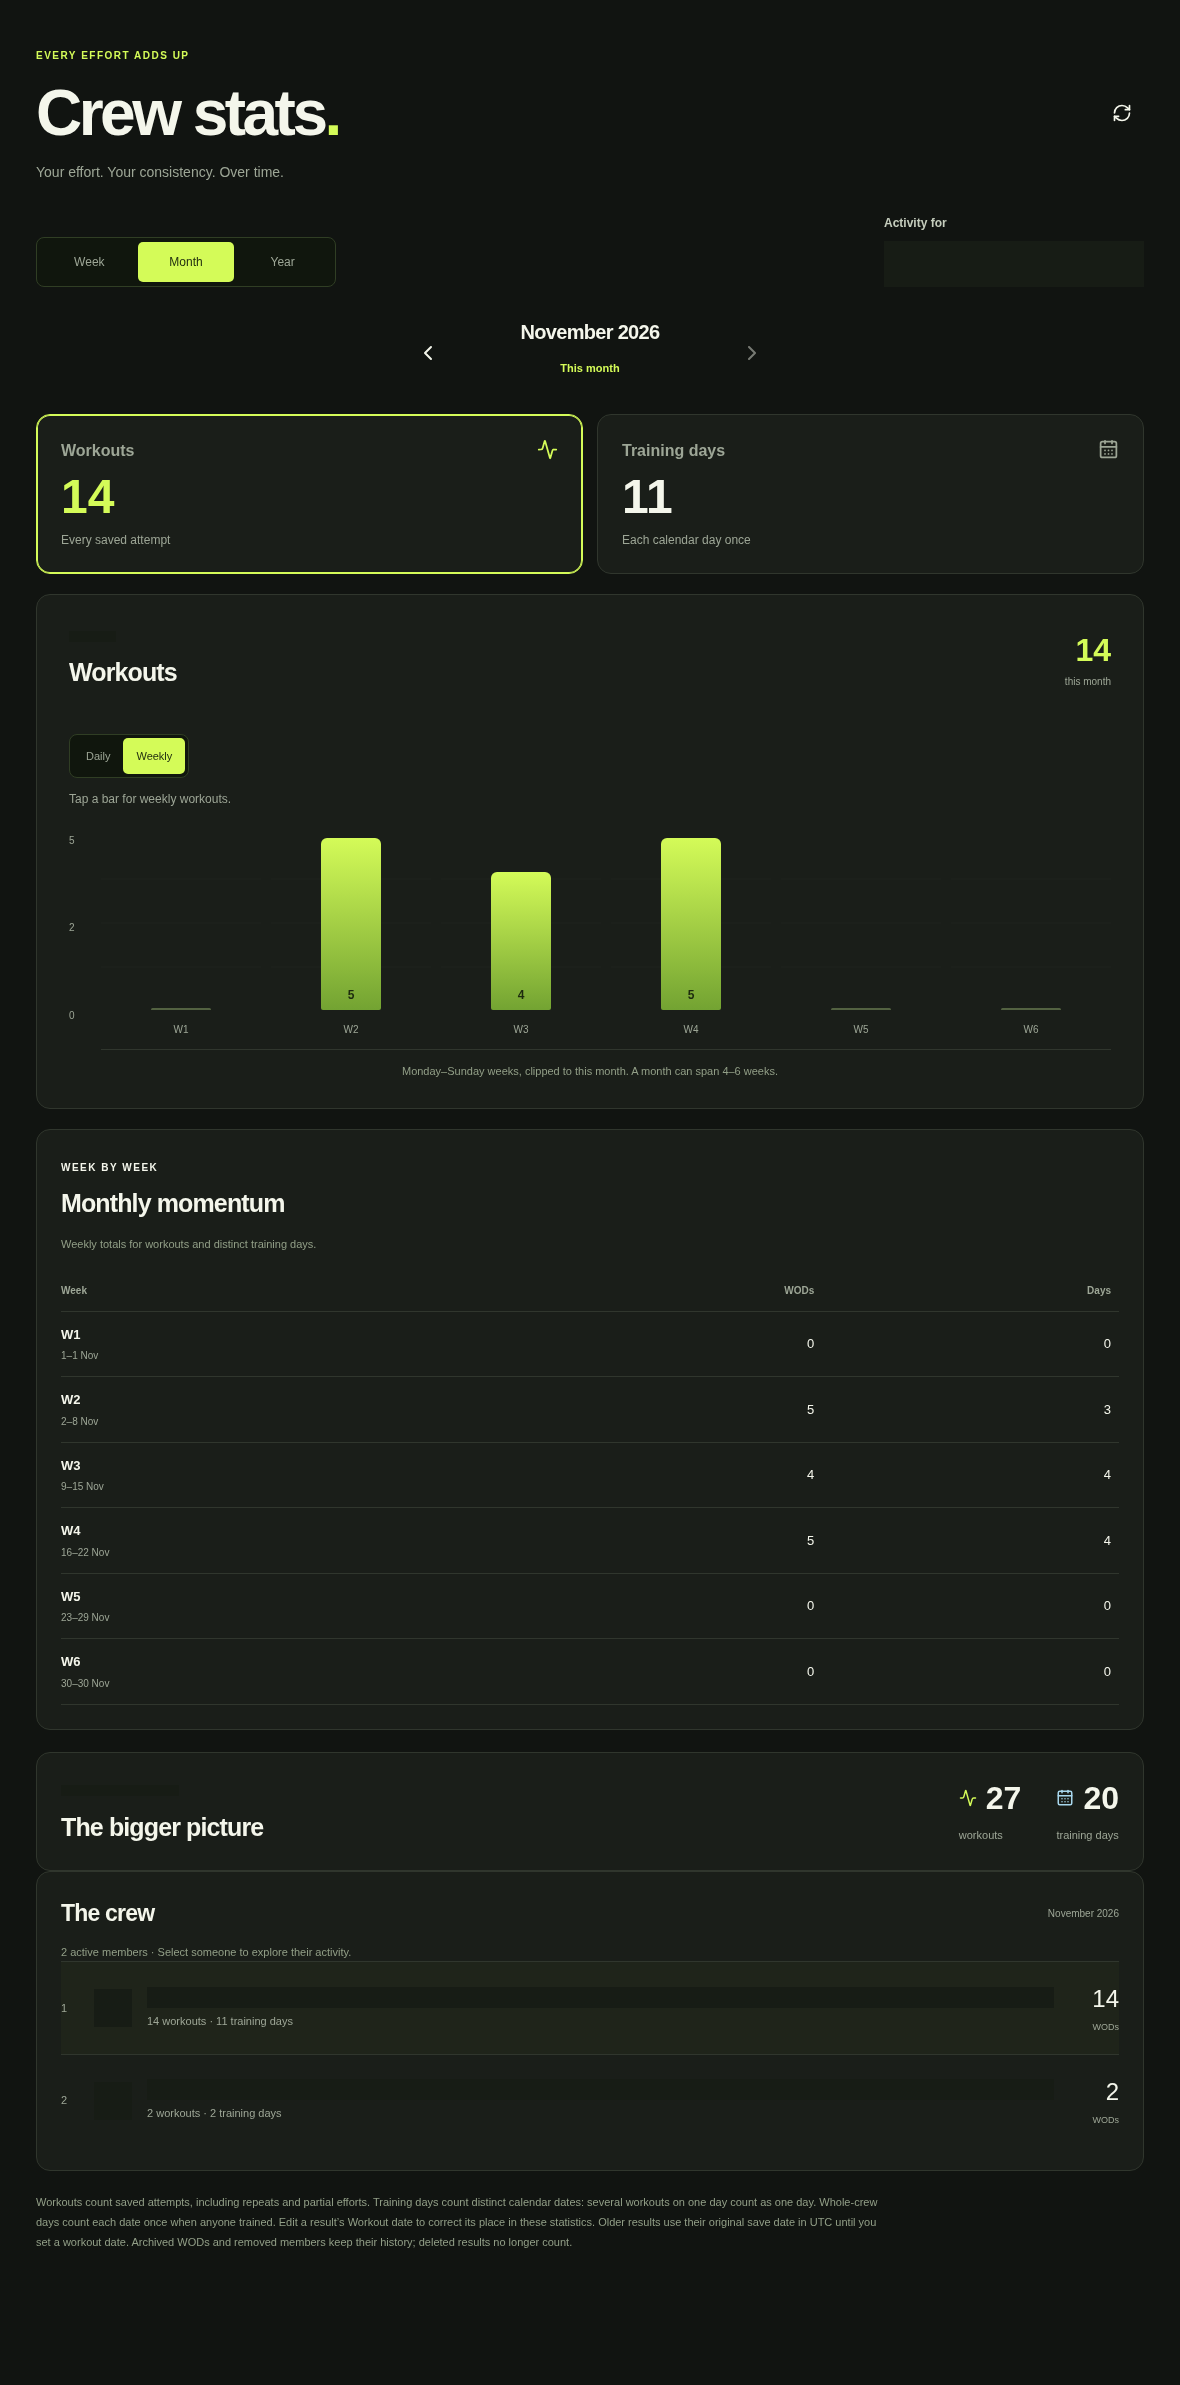 EVERY EFFORT ADDS UP
Crew stats.
Your effort. Your consistency. Over time.
Activity for
Week Month Year
November 2026
This month
Workouts
14
Every saved attempt
Training days
11
Each calendar day once
Workouts
14
this month
Daily Weekly
Tap a bar for weekly workouts.
5
2
0
5 4 5
W1 W2 W3 W4 W5 W6
Monday–Sunday weeks, clipped to this month. A month can span 4–6 weeks.
WEEK BY WEEK
Monthly momentum
Weekly totals for workouts and distinct training days.
Week WODs Days
W1
1–1 Nov
0 0
W2
2–8 Nov
5 3
W3
9–15 Nov
4 4
W4
16–22 Nov
5 4
W5
23–29 Nov
0 0
W6
30–30 Nov
0 0
The bigger picture
27
workouts
20
training days
The crew
November 2026
2 active members · Select someone to explore their activity.
1
14 workouts · 11 training days
14
WODs
2
2 workouts · 2 training days
2
WODs
Workouts count saved attempts, including repeats and partial efforts. Training days count distinct calendar dates: several workouts on one day count as one day. Whole-crew
days count each date once when anyone trained. Edit a result's Workout date to correct its place in these statistics. Older results use their original save date in UTC until you
set a workout date. Archived WODs and removed members keep their history; deleted results no longer count.